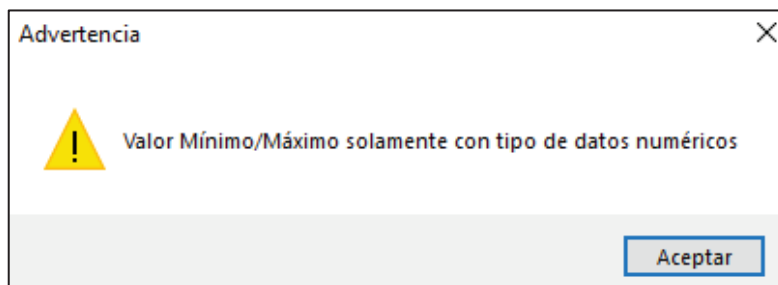 Advertencia
Valor Mínimo/Máximo solamente con tipo de datos numéricos
Aceptar